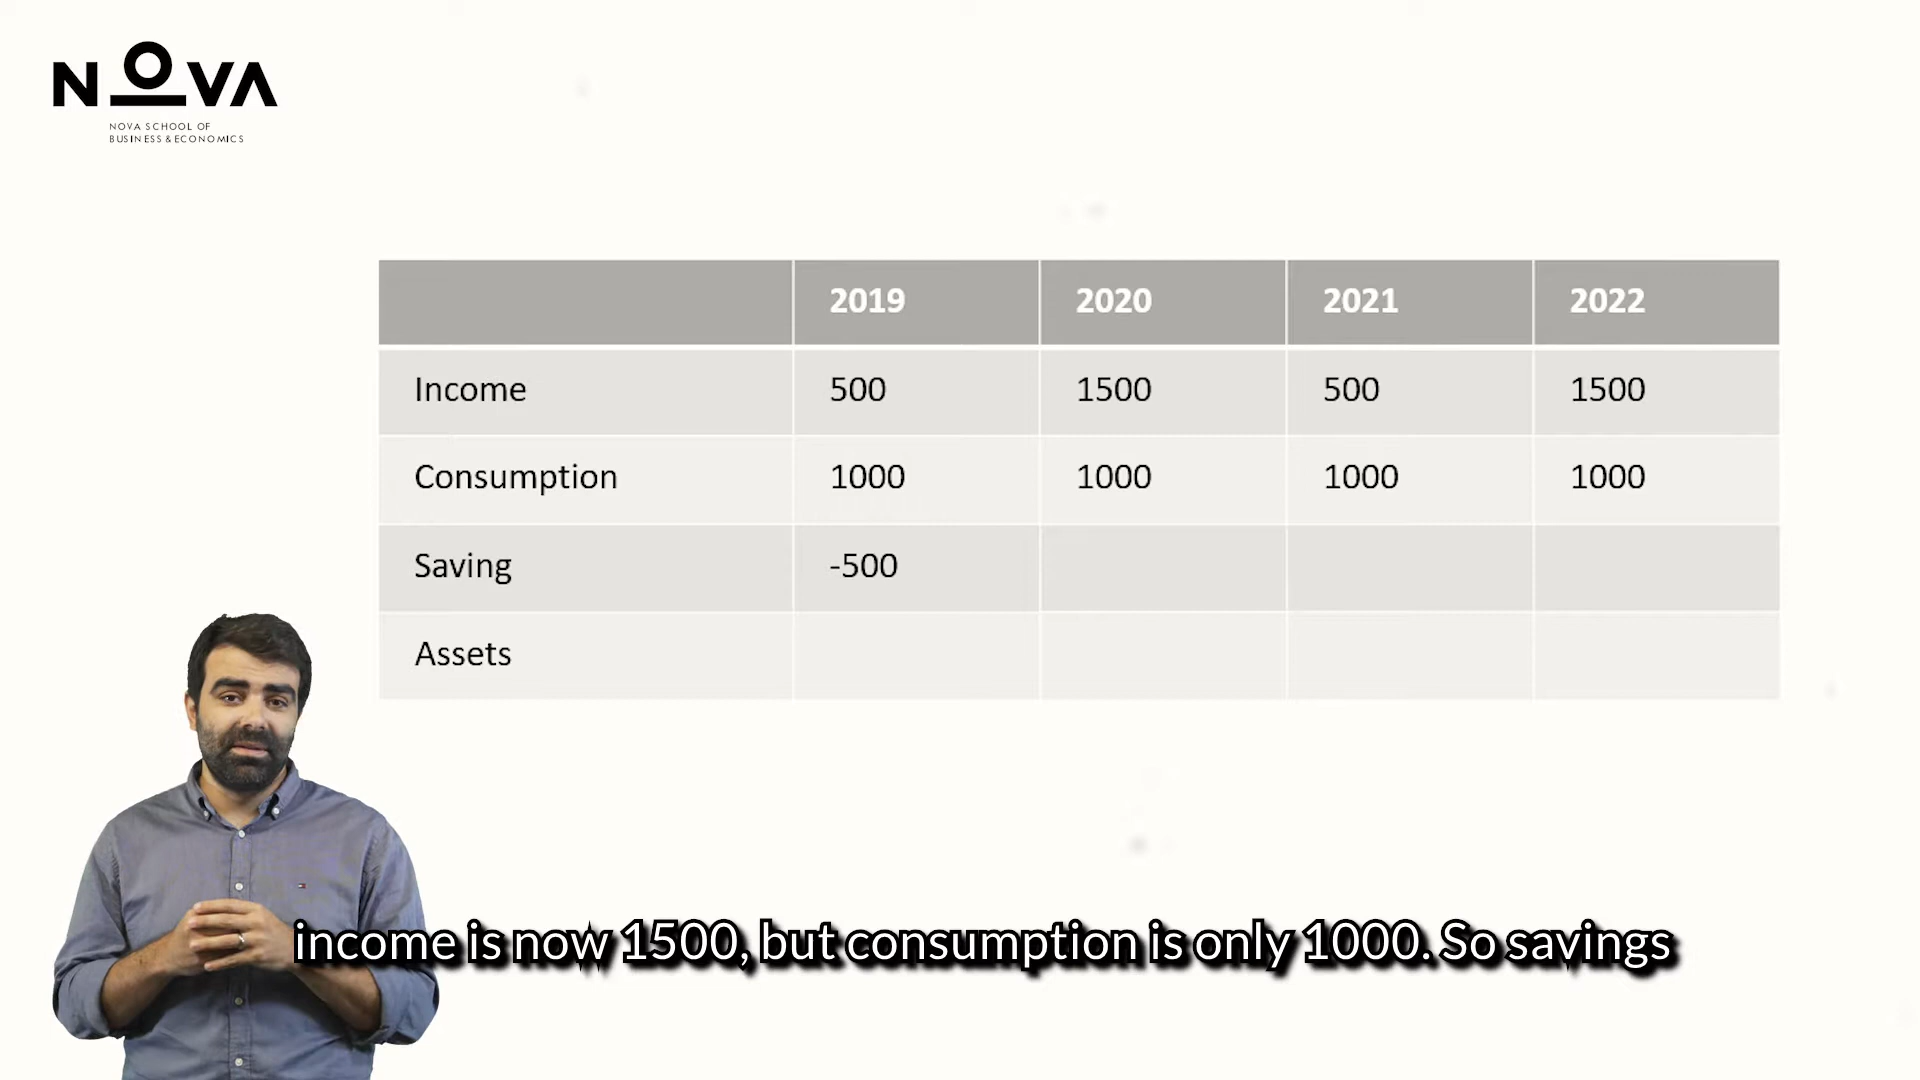 NOVA
NOVA SCHOOL OF
BUSINESS & ECONOMICS
2019 2020 2021 2022
Income 500 1500 500 1500
Consumption 1000 1000 1000 1000
Saving -500
Assets
income is now 1500, but consumption is only 1000. So savings